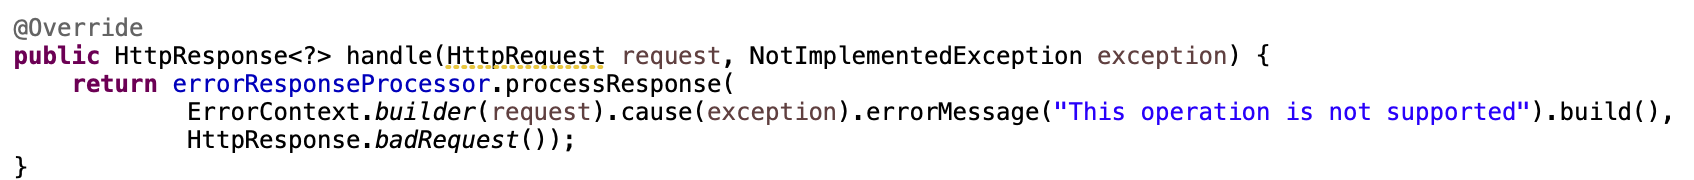 @Override
public HttpResponse<?> handle(HttpRequest request, NotImplementedException exception) {
    return errorResponseProcessor.processResponse(
            ErrorContext.builder(request).cause(exception).errorMessage("This operation is not supported").build(),
            HttpResponse.badRequest());
}